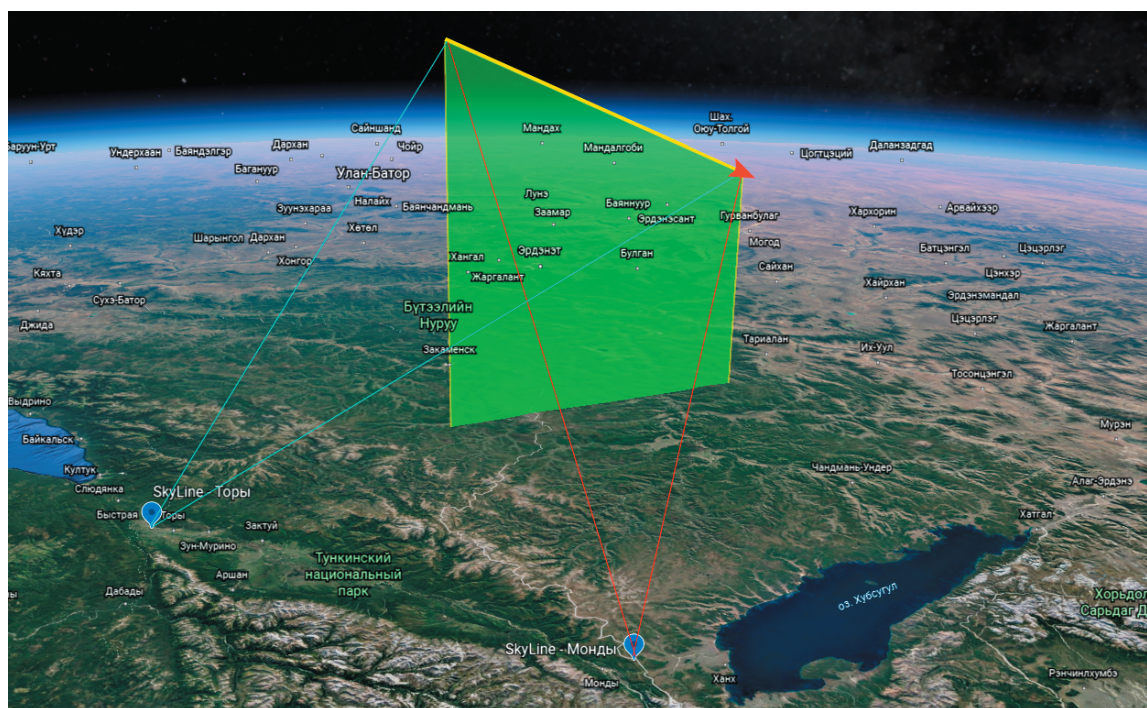 Шах.
Оюу-Толгой
Сайншанд
Мандах
Баруун-Урт
Ундерхаан
Баяндэлгэр
Дархан
Чойр
Мандалгоби
Цогтцэций
Даланзадгад
Багануур
Улан-Батор
Налайх
Баянчандмань
Лунэ
Заамар
Баяннуур
Эрдэнэсант
Гурванбулаг
Хархорин
Арвайхээр
Зуунэхараа
Хөтөл
Хүдэр
Шарынгол
Дархан
Хонгор
Хангал
Эрдэнэт
Булган
Могод
Батцэнгэл
Цэцэрлэг
Кяхта
Сухэ-Батор
Жаргалант
Сайхан
Хайрхан
Цэнхэр
Эрдэнэмандал
Джида
Бүтээлийн
Нуруу
Закаменск
Тариалан
Их-Уул
Цэцэрлэг
Жаргалант
Тосонцэнгэл
Выдрино
Байкальск
Мурэн
Култук
Слюдянка
SkyLine - Торы
Чандмань-Ундер
Алаг-Эрдэнэ
Быстрая
Торы
Зактуй
Хатгал
Зун-Мурино
Аршан
Тункинский
национальный
парк
Дабады
оз. Хубсугул
Хорьдол
Сарьдаг Д
SkyLine - Монды
Монды
Ханх
Рэнчинлхумбэ